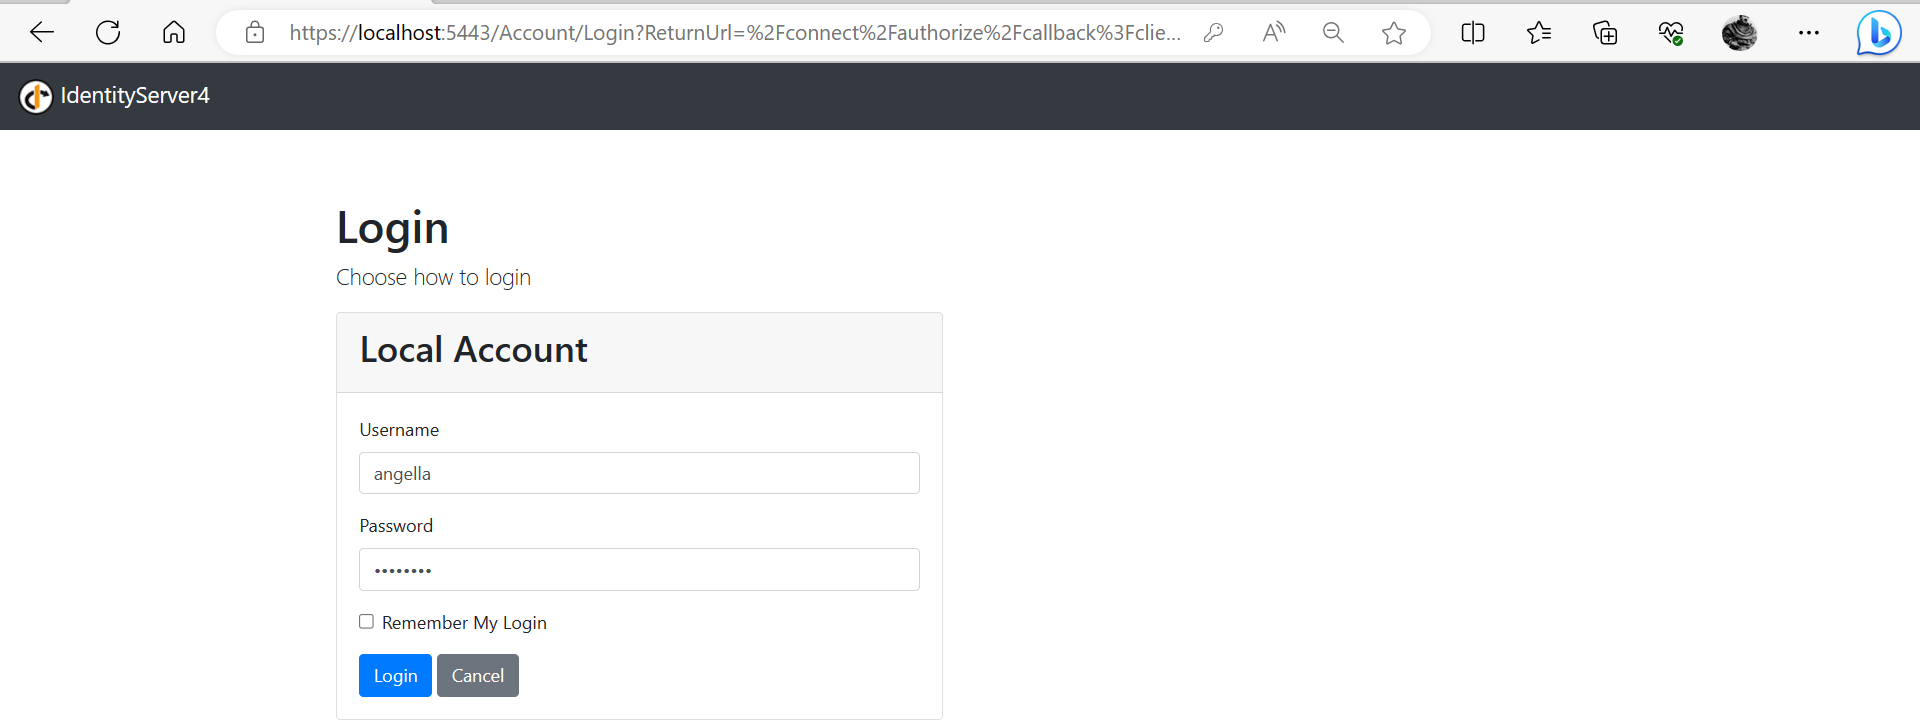 https://localhost:5443/Account/Login?ReturnUrl=%2Fconnect%2Fauthorize%2Fcallback%3Fclie...
IdentityServer4
Login
Choose how to login
Local Account
Username
angella
Password
••••••••
Remember My Login
Login Cancel